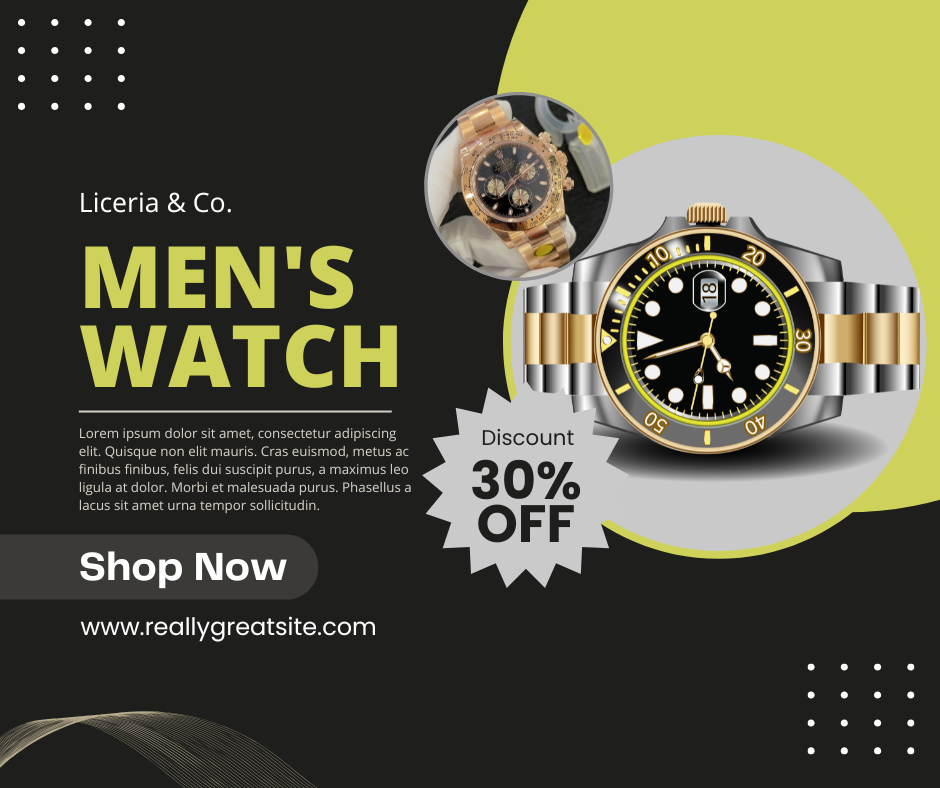 Liceria & Co.
MEN'S
WATCH
Lorem ipsum dolor sit amet, consectetur adipiscing
elit. Quisque non elit mauris. Cras euismod, metus ac
finibus finibus, felis dui suscipit purus, a maximus leo
ligula at dolor. Morbi et malesuada purus. Phasellus a
lacus sit amet urna tempor sollicitudin.
Shop Now
www.reallygreatsite.com
Discount
30%
OFF
10
20
30
40
50
18